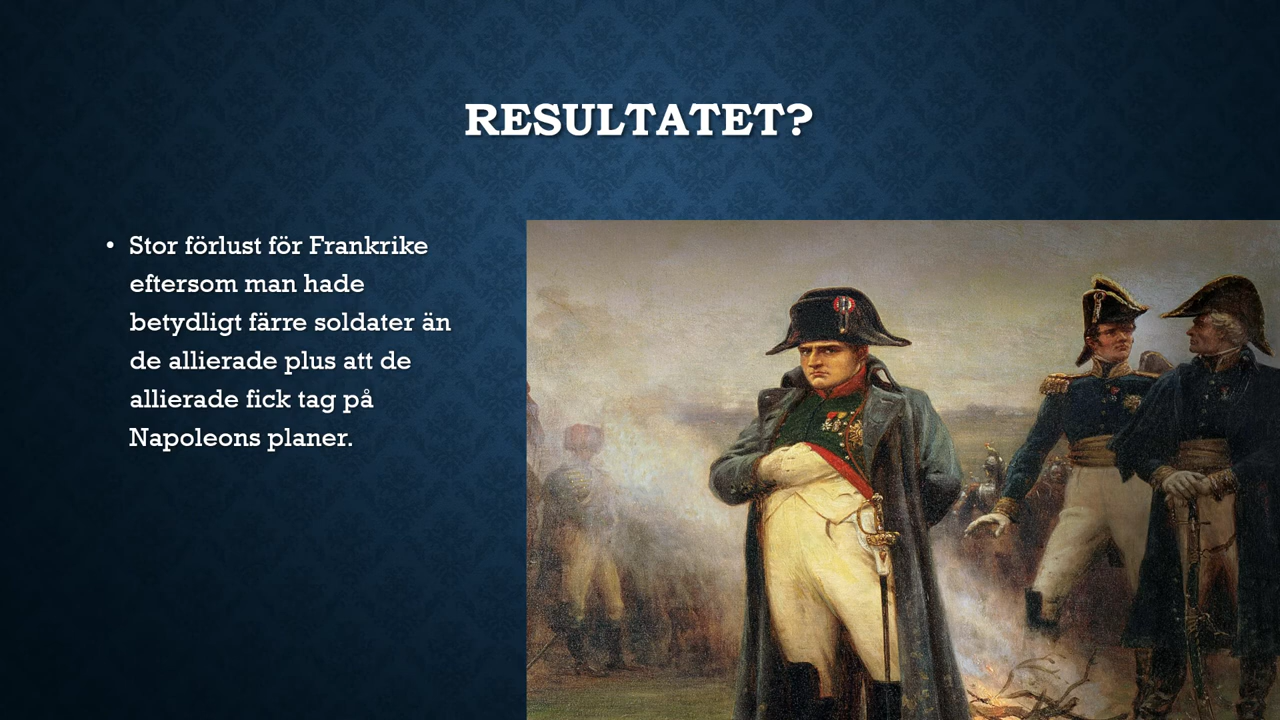 RESULTATET?
• Stor förlust för Frankrike
eftersom man hade
betydligt färre soldater än
de allierade plus att de
allierade fick tag på
Napoleons planer.